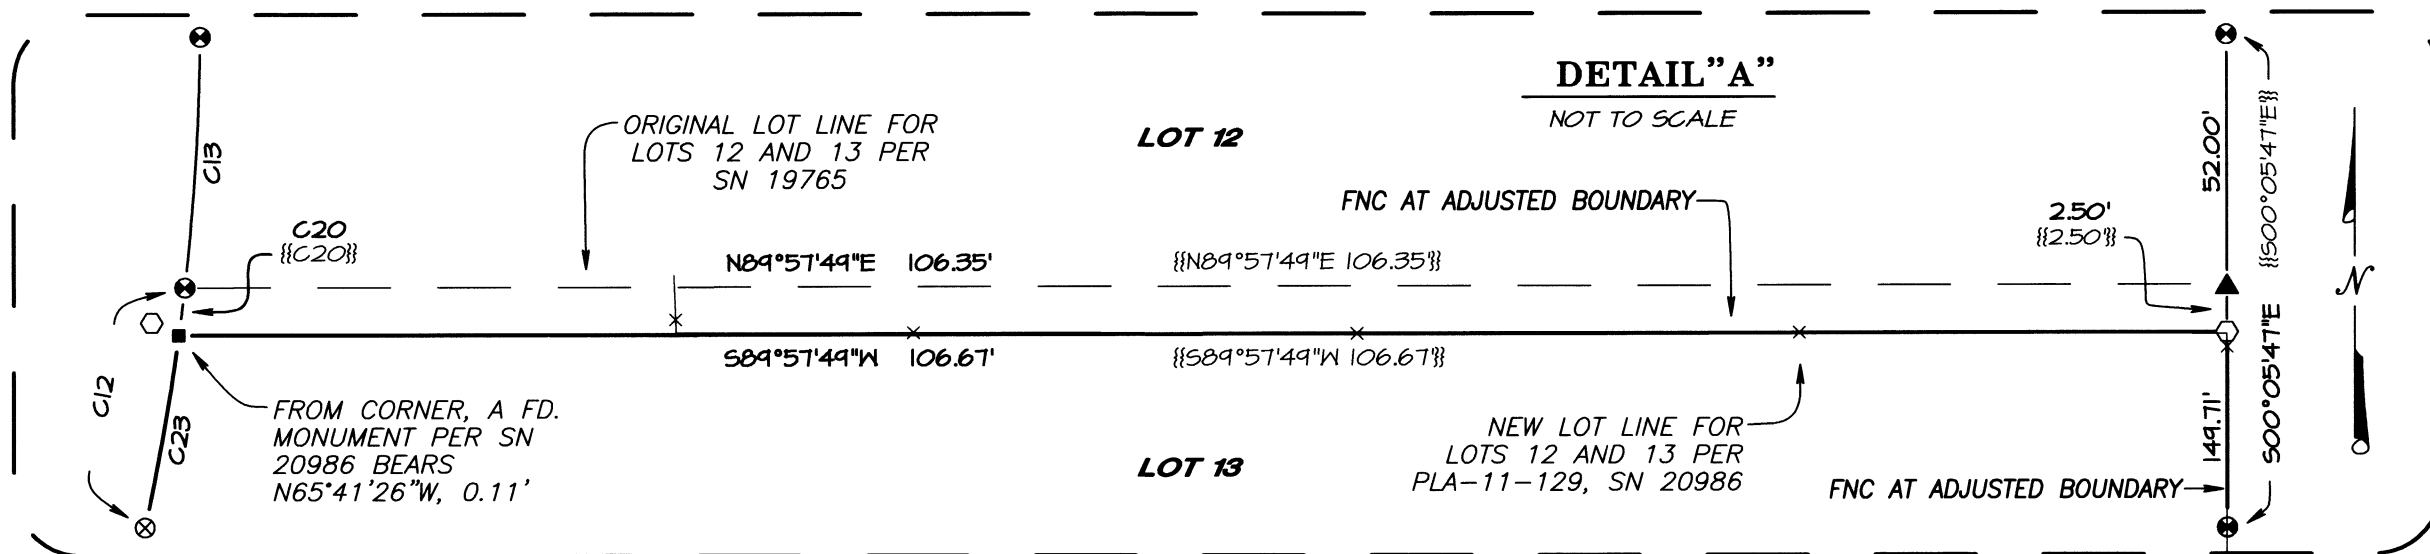 DETAIL"A"
NOT TO SCALE
ORIGINAL LOT LINE FOR
LOTS 12 AND 13 PER
SN 19765
LOT 12
C13
FNC AT ADJUSTED BOUNDARY
52.00'
{{S00°05'47"E}}
C20
{{C20}}
2.50'
{{2.50'}}
N89°57'49"E 106.35'
{{N89°57'49"E 106.35'}}
N
S89°57'49"W 106.67'
{{S89°57'49"W 106.67'}}
C12
C23
FROM CORNER, A FD.
MONUMENT PER SN
20986 BEARS
N65°41'26"W, 0.11'
LOT 13
NEW LOT LINE FOR
LOTS 12 AND 13 PER
PLA-11-129, SN 20986
149.71'
S00°05'47"E
FNC AT ADJUSTED BOUNDARY